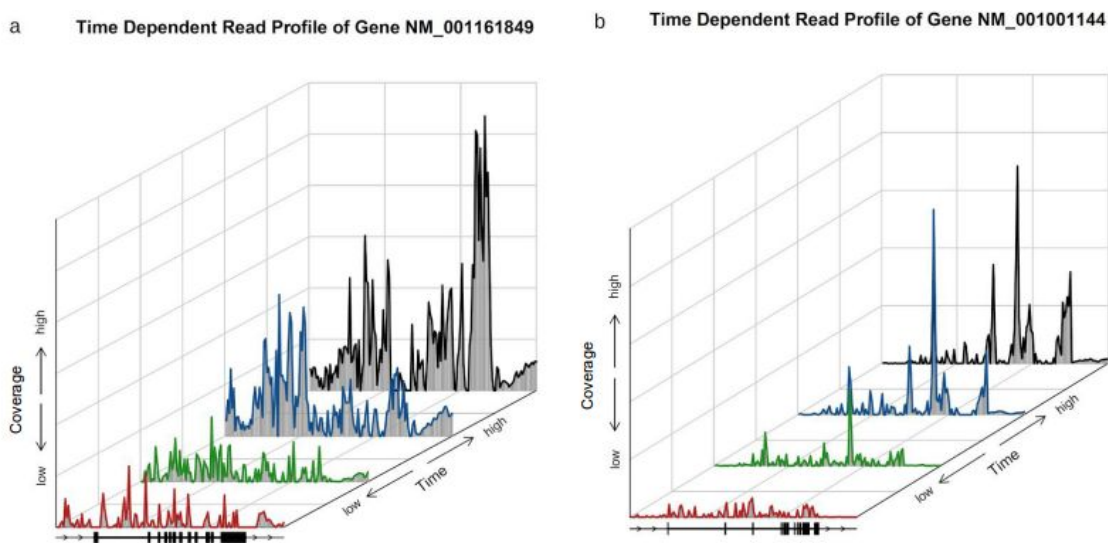 a
Time Dependent Read Profile of Gene NM_001161849
high
Coverage
low
low
Time
high
b
Time Dependent Read Profile of Gene NM_001001144
high
Coverage
low
low
Time
high